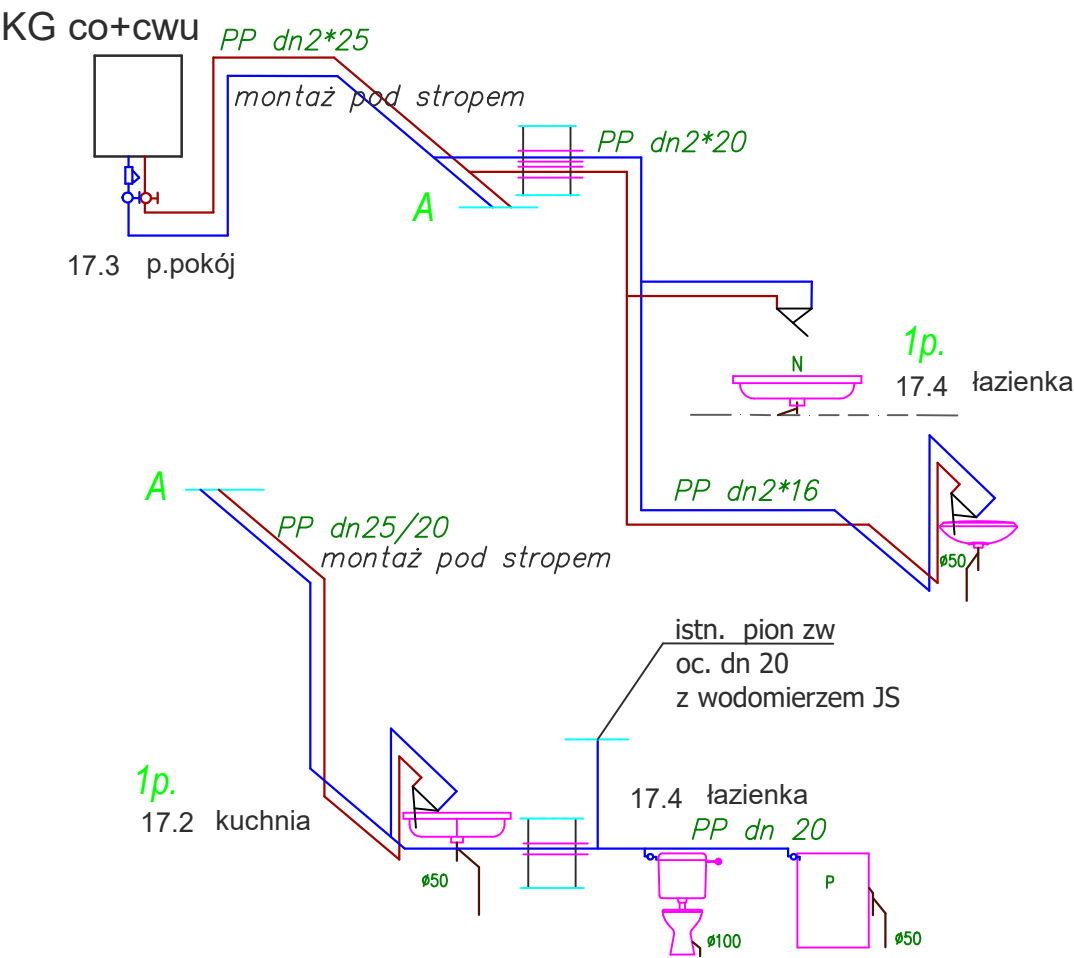 KG co+cwu
PP dn2*25
montaż pod stropem
PP dn2*20
A
17.3 p.pokój
1p.
N
17.4 łazienka
A
PP dn2*16
PP dn25/20
montaż pod stropem
ø50
istn. pion zw
oc. dn 20
z wodomierzem JS
1p.
17.2 kuchnia
17.4 łazienka
PP dn 20
ø50
P
ø100
ø50